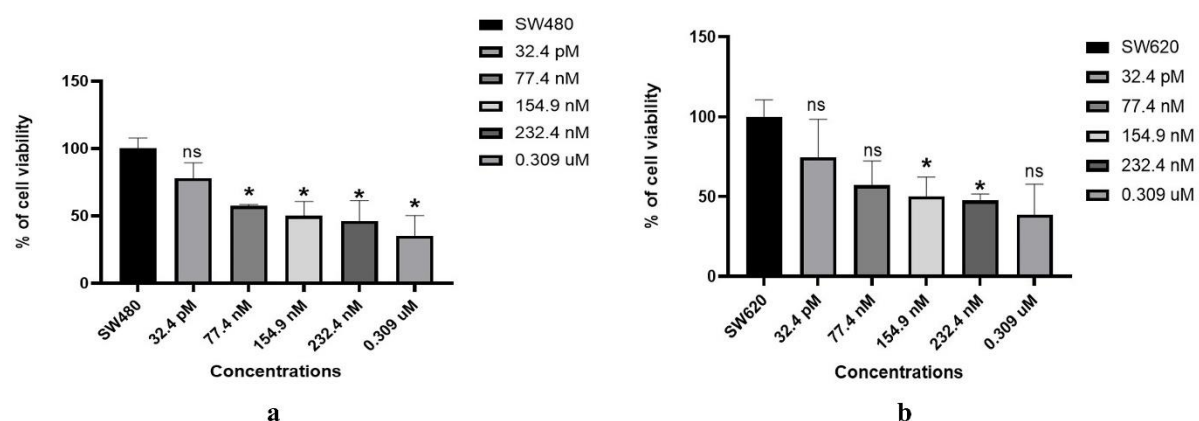 SW480
32.4 pM
77.4 nM
154.9 nM
232.4 nM
0.309 uM
% of cell viability
150
100
50
0
ns
*
*
*
*
SW480
32.4 pM
77.4 nM
154.9 nM
232.4 nM
0.309 uM
Concentrations
a
SW620
32.4 pM
77.4 nM
154.9 nM
232.4 nM
0.309 uM
% of cell viability
150
100
50
0
ns
ns
*
*
ns
SW620
32.4 pM
77.4 nM
154.9 nM
232.4 nM
0.309 uM
Concentrations
b